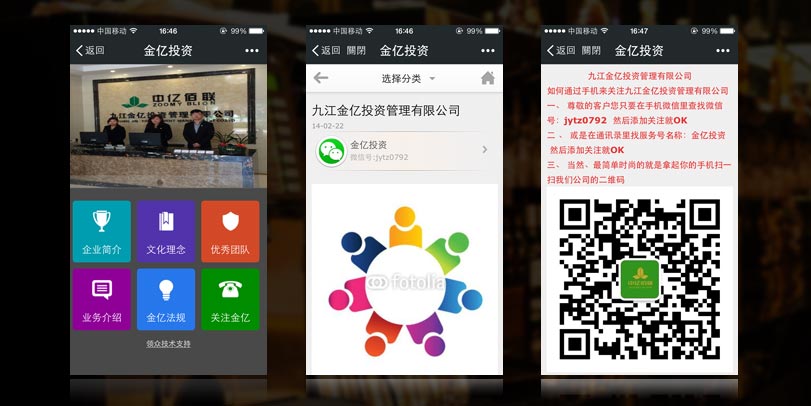 中国移动 16:46 99%
返回 金亿投资
中亿佰联
ZOOMY BLION
九江金亿投资管理有限公司
企业简介 文化理念 优秀团队
业务介绍 金亿法规 关注金亿
领众技术支持
中国移动 16:46 99%
返回 關閉 金亿投资
选择分类
九江金亿投资管理有限公司
14-02-22
金亿投资
微信号:jytz0792
fotolia
中国移动 16:47 99%
返回 關閉 金亿投资
九江金亿投资管理有限公司
如何通过手机来关注九江金亿投资管理有限公司
一、 尊敬的客户您只要在手机微信里查找微信
号: jytz0792 然后添加关注就OK
二 、 或是在通讯录里找服务号名称: 金亿投资
然后添加关注就OK
三、 当然、最简单时尚的就是拿起你的手机扫一
扫我们公司的二维码
中亿佰联